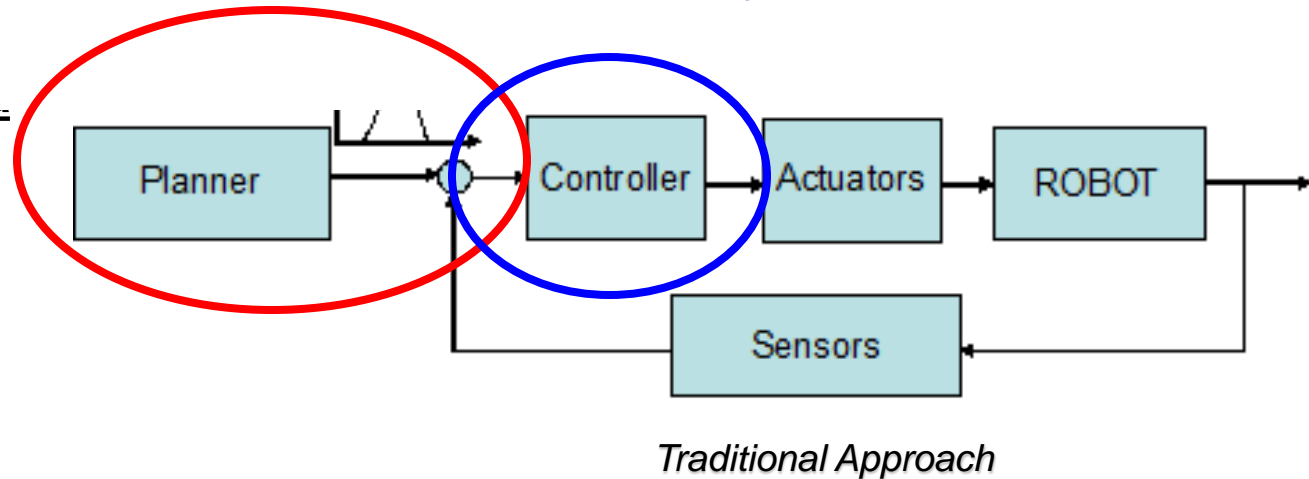 Planner
Controller
Actuators
ROBOT
Sensors
Traditional Approach